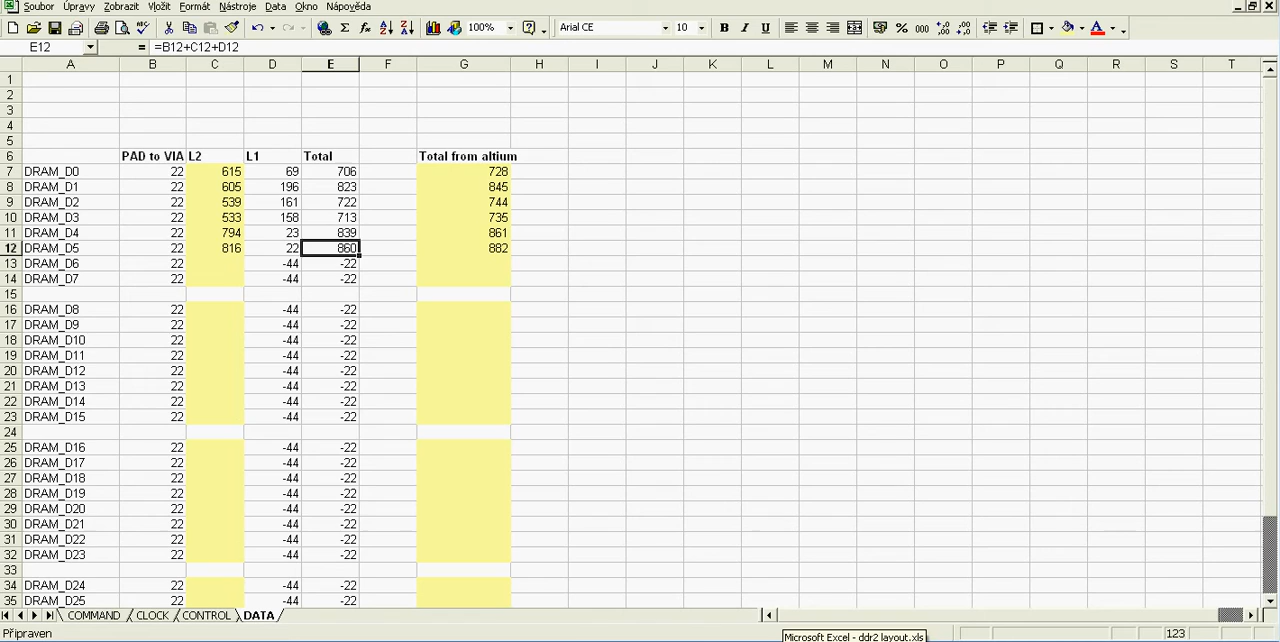 Soubor Úpravy Zobrazit Vložit Formát Nástroje Data Okno Nápověda
100% Arial CE 10 B I U % 000
E12 = =B12+C12+D12
A B C D E F G H I J K L M N O P Q R S T
1
2
3
4
5
6 PAD to VIA L2 L1 Total Total from altium
7 DRAM_D0 22 615 69 706 728
8 DRAM_D1 22 605 196 823 845
9 DRAM_D2 22 539 161 722 744
10 DRAM_D3 22 533 158 713 735
11 DRAM_D4 22 794 23 839 861
12 DRAM_D5 22 816 22 860 882
13 DRAM_D6 22 -44 -22
14 DRAM_D7 22 -44 -22
15
16 DRAM_D8 22 -44 -22
17 DRAM_D9 22 -44 -22
18 DRAM_D10 22 -44 -22
19 DRAM_D11 22 -44 -22
20 DRAM_D12 22 -44 -22
21 DRAM_D13 22 -44 -22
22 DRAM_D14 22 -44 -22
23 DRAM_D15 22 -44 -22
24
25 DRAM_D16 22 -44 -22
26 DRAM_D17 22 -44 -22
27 DRAM_D18 22 -44 -22
28 DRAM_D19 22 -44 -22
29 DRAM_D20 22 -44 -22
30 DRAM_D21 22 -44 -22
31 DRAM_D22 22 -44 -22
32 DRAM_D23 22 -44 -22
33
34 DRAM_D24 22 -44 -22
35 DRAM_D25 22 -44 -22
COMMAND CLOCK CONTROL DATA
Připraven Microsoft Excel - ddr2 layout.xls 123